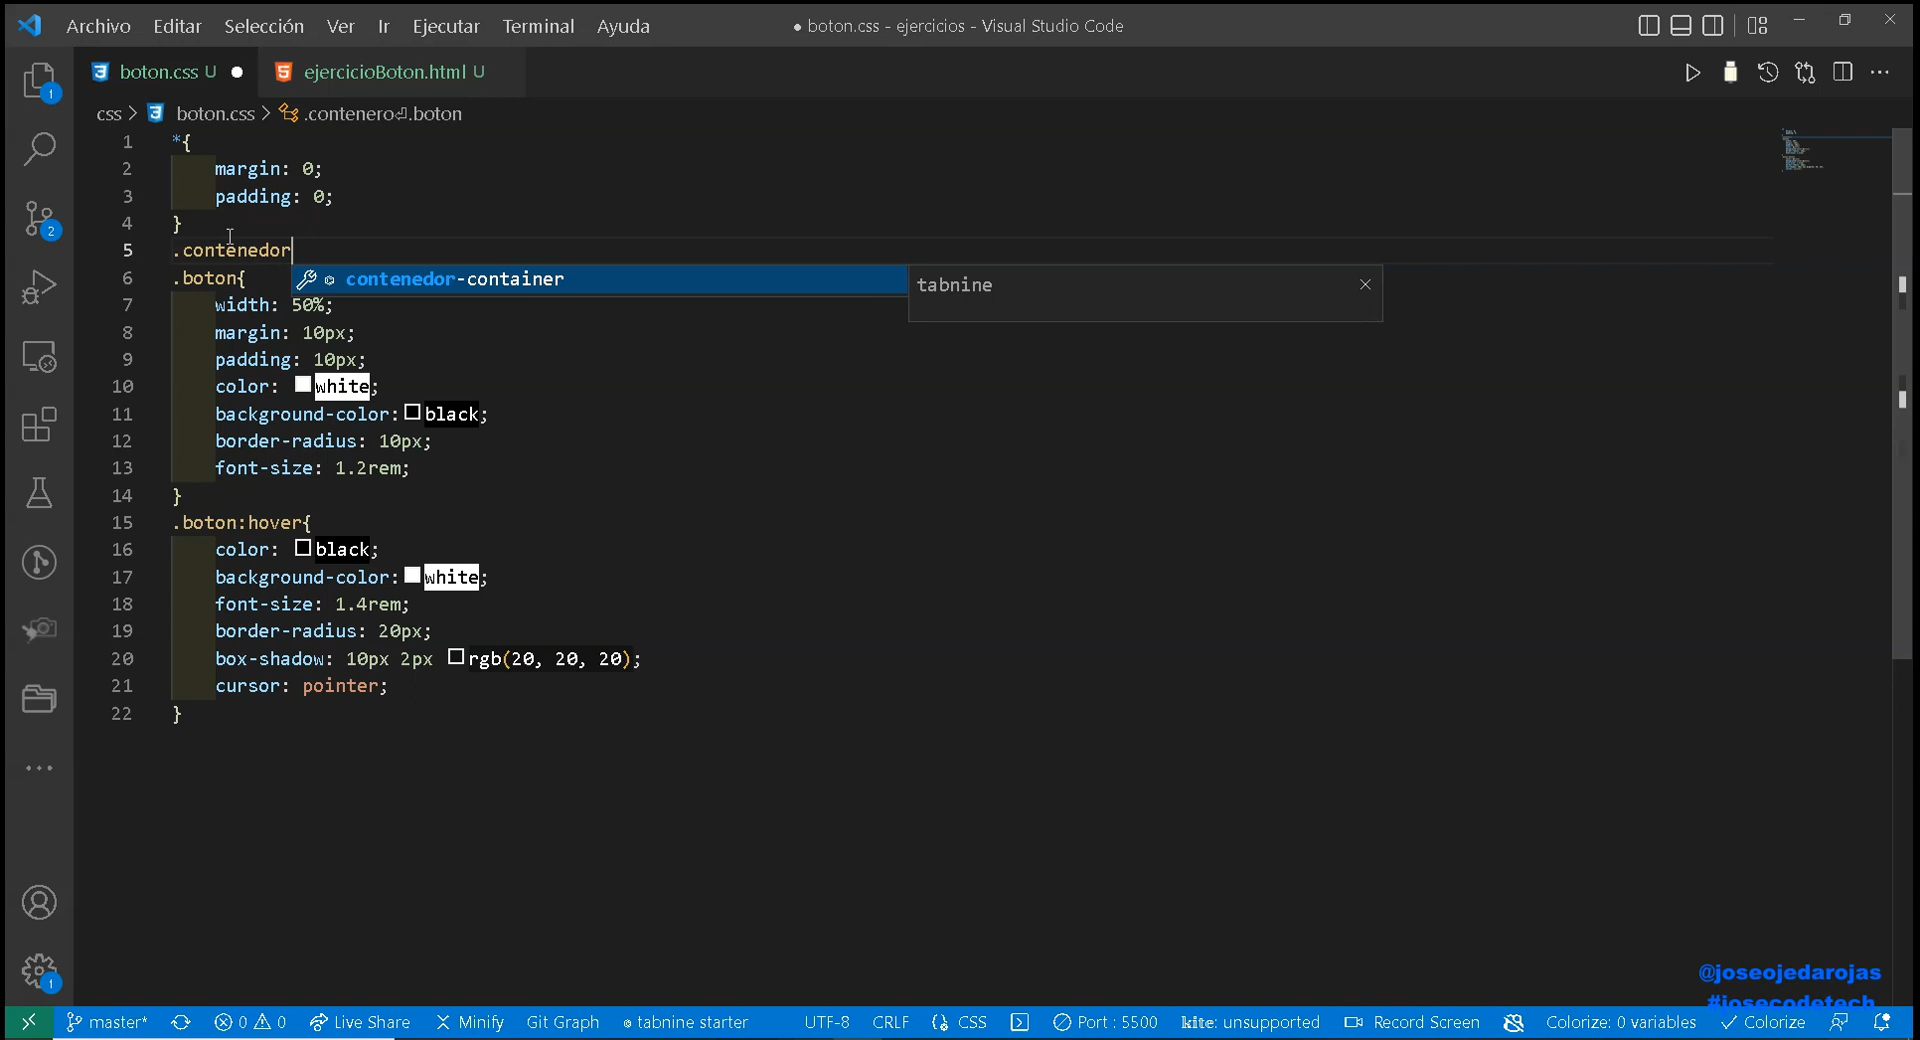 Archivo Editar Selección Ver Ir Ejecutar Terminal Ayuda ● boton.css - ejercicios - Visual Studio Code
boton.css U ● ejercicioBoton.html U
css > boton.css > .contenero⏎.boton
1 *{
2 margin: 0;
3 padding: 0;
4 }
5 .contenedor
6 .boton{ contenedor-container tabnine
7 width: 50%;
8 margin: 10px;
9 padding: 10px;
10 color: white;
11 background-color: black;
12 border-radius: 10px;
13 font-size: 1.2rem;
14 }
15 .boton:hover{
16 color: black;
17 background-color: white;
18 font-size: 1.4rem;
19 border-radius: 20px;
20 box-shadow: 10px 2px rgb(20, 20, 20);
21 cursor: pointer;
22 }
1
2
1
@joseojedarojas
#josecodetech
master* 0 0 Live Share Minify Git Graph tabnine starter UTF-8 CRLF {} CSS Port : 5500 kite: unsupported Record Screen Colorize: 0 variables Colorize